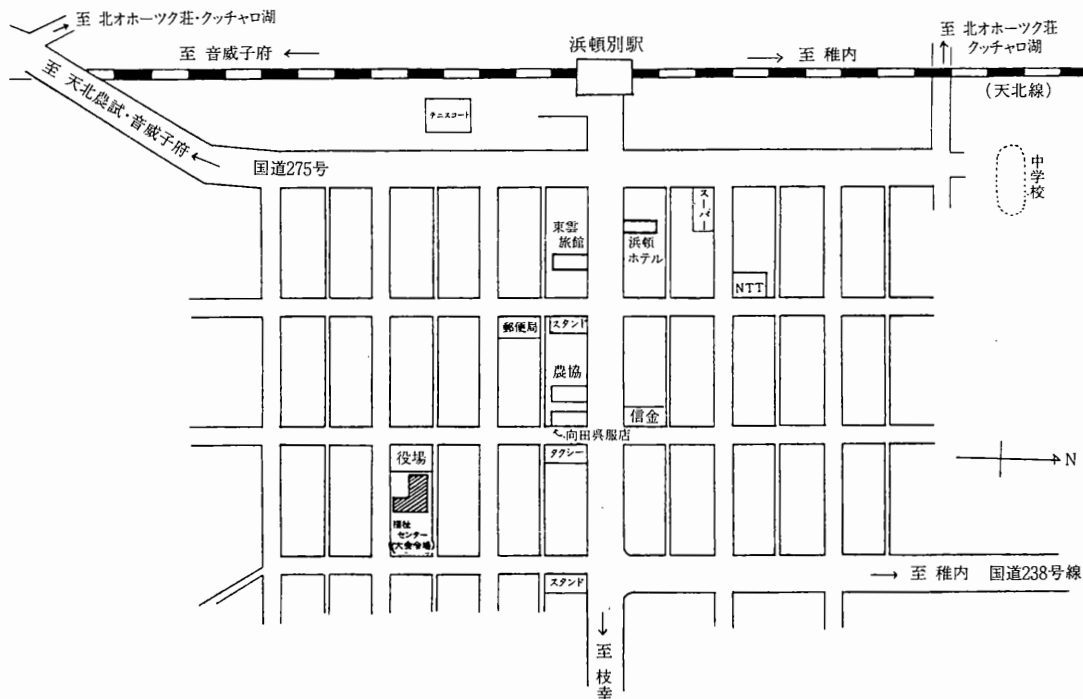 至 北オホーツク荘・クッチャロ湖
至 音威子府
浜頓別駅
至 稚内
至 北オホーツク荘
クッチャロ湖
(天北線)
至 天北農試・音威子府
テニスコート
国道275号
中学校
スーパー
東雲
旅館
浜頓
ホテル
NTT
郵便局
スタンド
農協
信金
向田呉服店
役場
タクシー
N
福祉
センター
(大会会場)
スタンド
至 稚内 国道238号線
至 枝幸